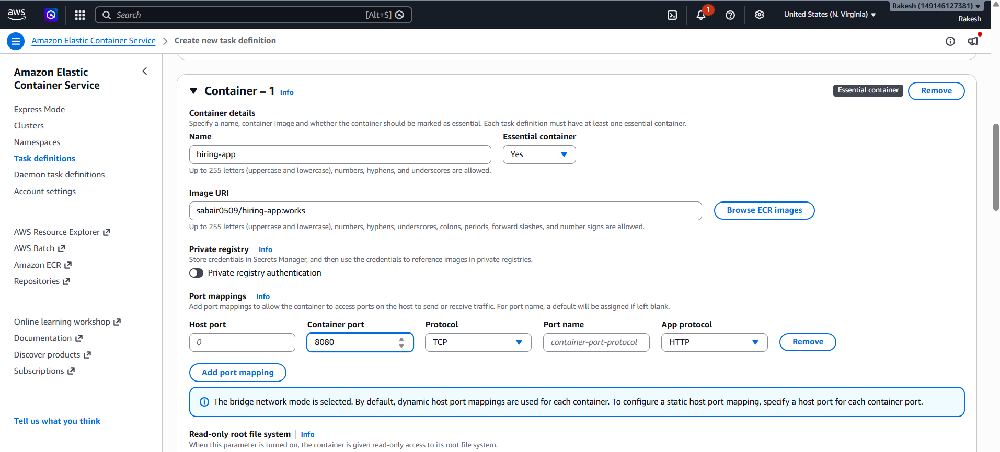 aws
Search
[Alt+S]
1
United States (N. Virginia)
Rakesh (149146127381)
Rakesh
Amazon Elastic Container Service
Create new task definition
Amazon Elastic
Container Service
Express Mode
Clusters
Namespaces
Task definitions
Daemon task definitions
Account settings
AWS Resource Explorer
AWS Batch
Amazon ECR
Repositories
Online learning workshop
Documentation
Discover products
Subscriptions
Tell us what you think
Container – 1 Info
Essential container
Remove
Container details
Specify a name, container image and whether the container should be marked as essential. Each task definition must have at least one essential container.
Name
Essential container
hiring-app
Yes
Up to 255 letters (uppercase and lowercase), numbers, hyphens, and underscores are allowed.
Image URI
sabair0509/hiring-app:works
Browse ECR images
Up to 255 letters (uppercase and lowercase), numbers, hyphens, underscores, colons, periods, forward slashes, and number signs are allowed.
Private registry Info
Store credentials in Secrets Manager, and then use the credentials to reference images in private registries.
Private registry authentication
Port mappings Info
Add port mappings to allow the container to access ports on the host to send or receive traffic. For port name, a default will be assigned if left blank.
Host port Container port Protocol Port name App protocol
0 8080 TCP container-port-protocol HTTP Remove
Add port mapping
The bridge network mode is selected. By default, dynamic host port mappings are used for each container. To configure a static host port mapping, specify a host port for each container port.
Read-only root file system Info
When this parameter is turned on, the container is given read-only access to its root file system.